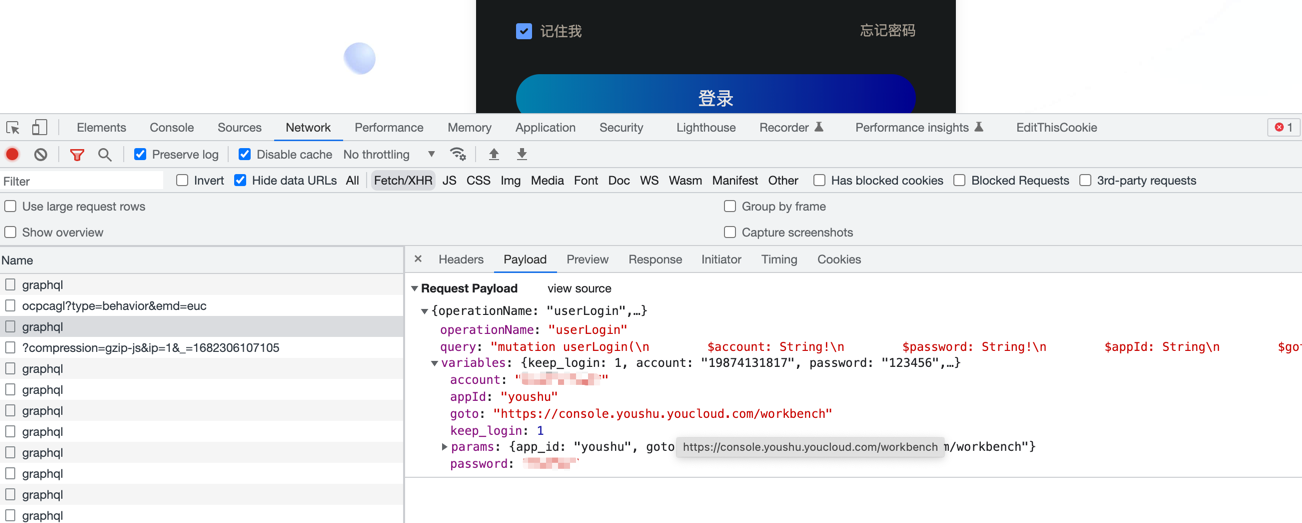 记住我 忘记密码
登录
Elements Console Sources Network Performance Memory Application Security Lighthouse Recorder Performance insights EditThisCookie 1
Preserve log Disable cache No throttling
Filter Invert Hide data URLs All Fetch/XHR JS CSS Img Media Font Doc WS Wasm Manifest Other Has blocked cookies Blocked Requests 3rd-party requests
Use large request rows Group by frame
Show overview Capture screenshots
Name
graphql
ocpcagl?type=behavior&emd=euc
graphql
?compression=gzip-js&ip=1&_=1682306107105
graphql
graphql
graphql
graphql
graphql
graphql
graphql
graphql
Headers Payload Preview Response Initiator Timing Cookies
Request Payload view source
{operationName: "userLogin",…}
operationName: "userLogin"
query: "mutation userLogin(\n $account: String!\n $password: String!\n $appId: String\n $got
variables: {keep_login: 1, account: "19874131817", password: "123456",…}
account: " "
appId: "youshu"
goto: "https://console.youshu.youcloud.com/workbench"
keep_login: 1
params: {app_id: "youshu", goto m/workbench"}
https://console.youshu.youcloud.com/workbench
password: